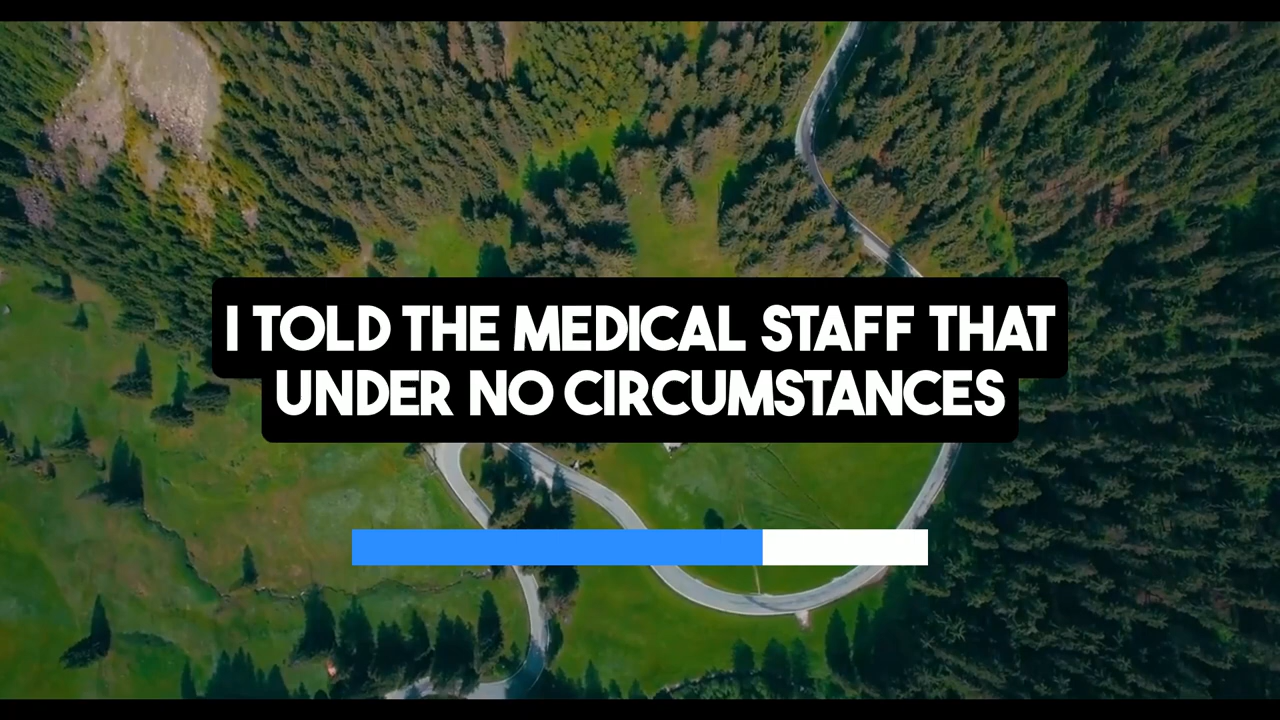 I TOLD THE MEDICAL STAFF THAT
UNDER NO CIRCUMSTANCES